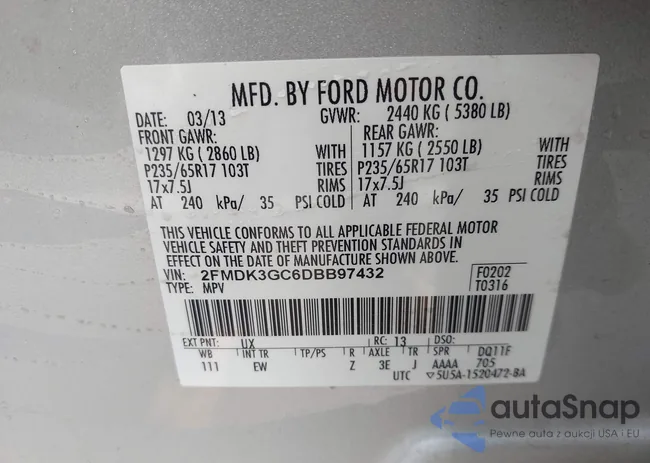 MFD. BY FORD MOTOR CO.
DATE: 03/13 GVWR: 2440 KG ( 5380 LB)
FRONT GAWR: REAR GAWR:
1297 KG ( 2860 LB) WITH 1157 KG ( 2550 LB) WITH
P235/65R17 103T TIRES P235/65R17 103T TIRES
17x7.5J RIMS 17x7.5J RIMS
AT 240 kPa/ 35 PSI COLD AT 240 kPa/ 35 PSI COLD
THIS VEHICLE CONFORMS TO ALL APPLICABLE FEDERAL MOTOR
VEHICLE SAFETY AND THEFT PREVENTION STANDARDS IN
EFFECT ON THE DATE OF MANUFACTURE SHOWN ABOVE.
VIN: 2FMDK3GC6DBB97432 F0202
TYPE: MPV T0316
EXT PNT: UX RC: 13 DSO:
WB INT TR TP/PS R AXLE TR SPR DQ11F
111 EW Z 3E J AAAA 705
UTC ▽5U5A-1520472-BA
autaSnap
Pewne auta z aukcji USA i EU